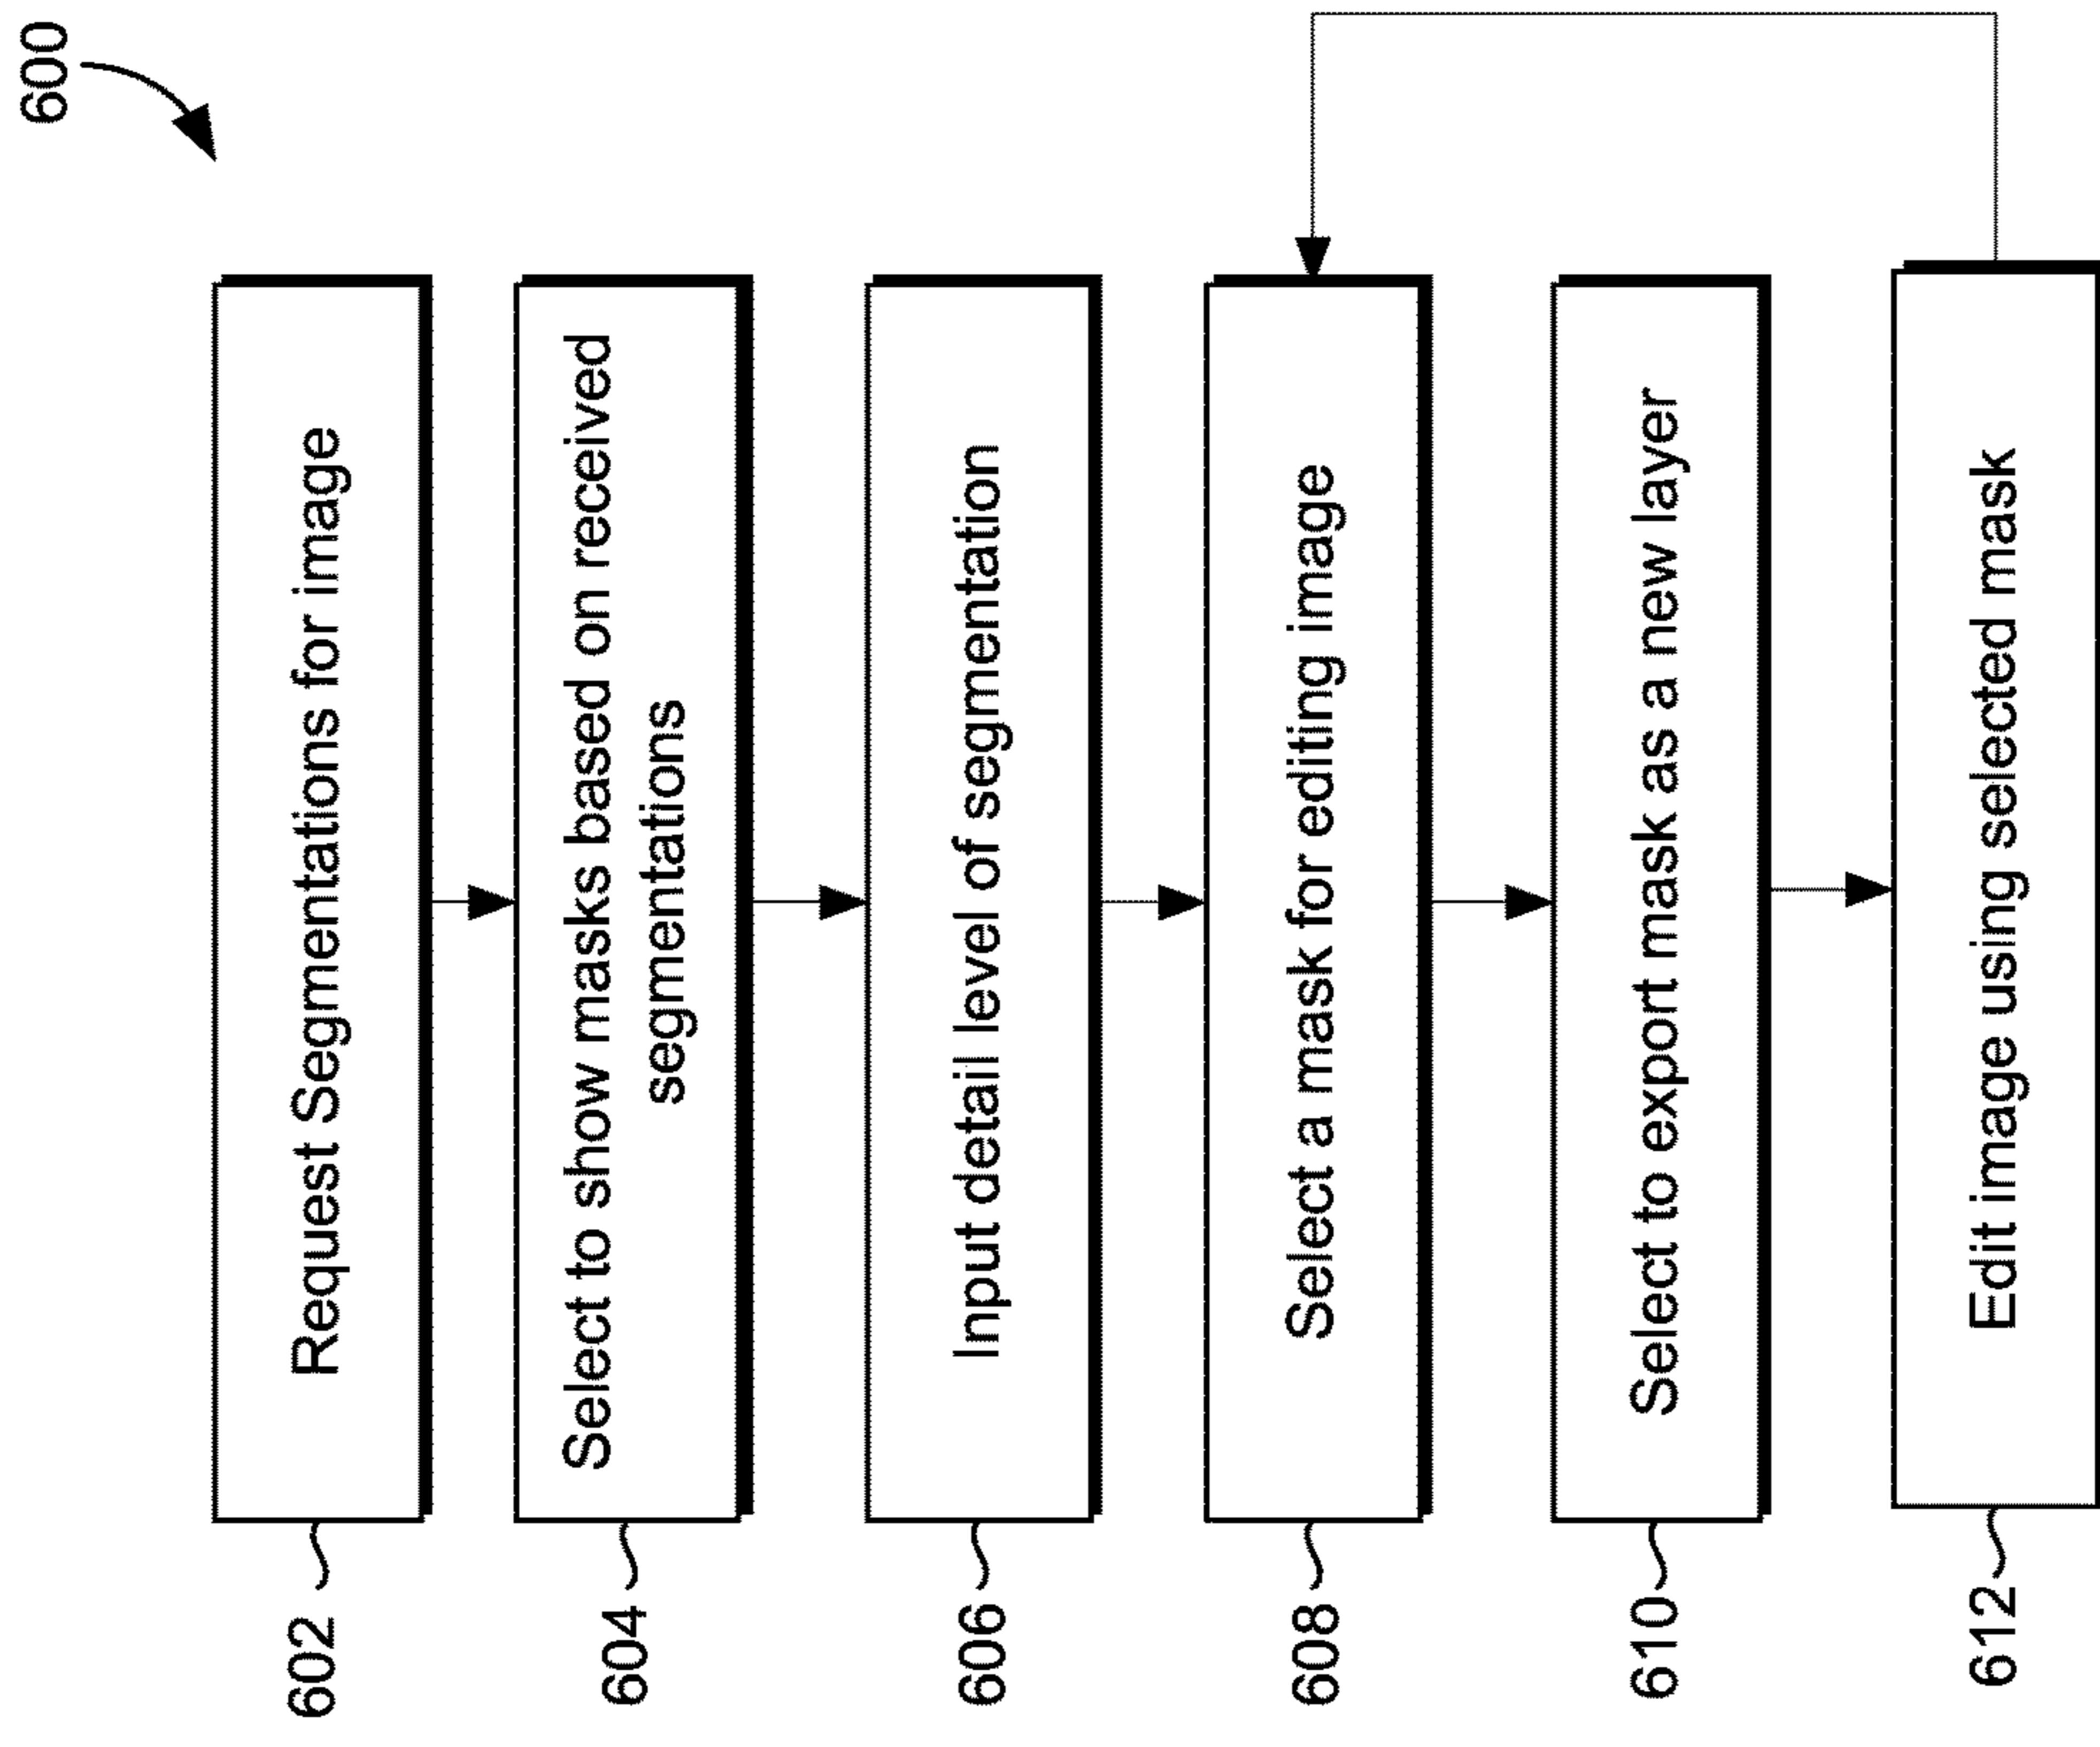 600
602
Request Segmentations for image
604
Select to show masks based on received
segmentations
606
Input detail level of segmentation
608
Select a mask for editing image
610
Select to export mask as a new layer
612
Edit image using selected mask